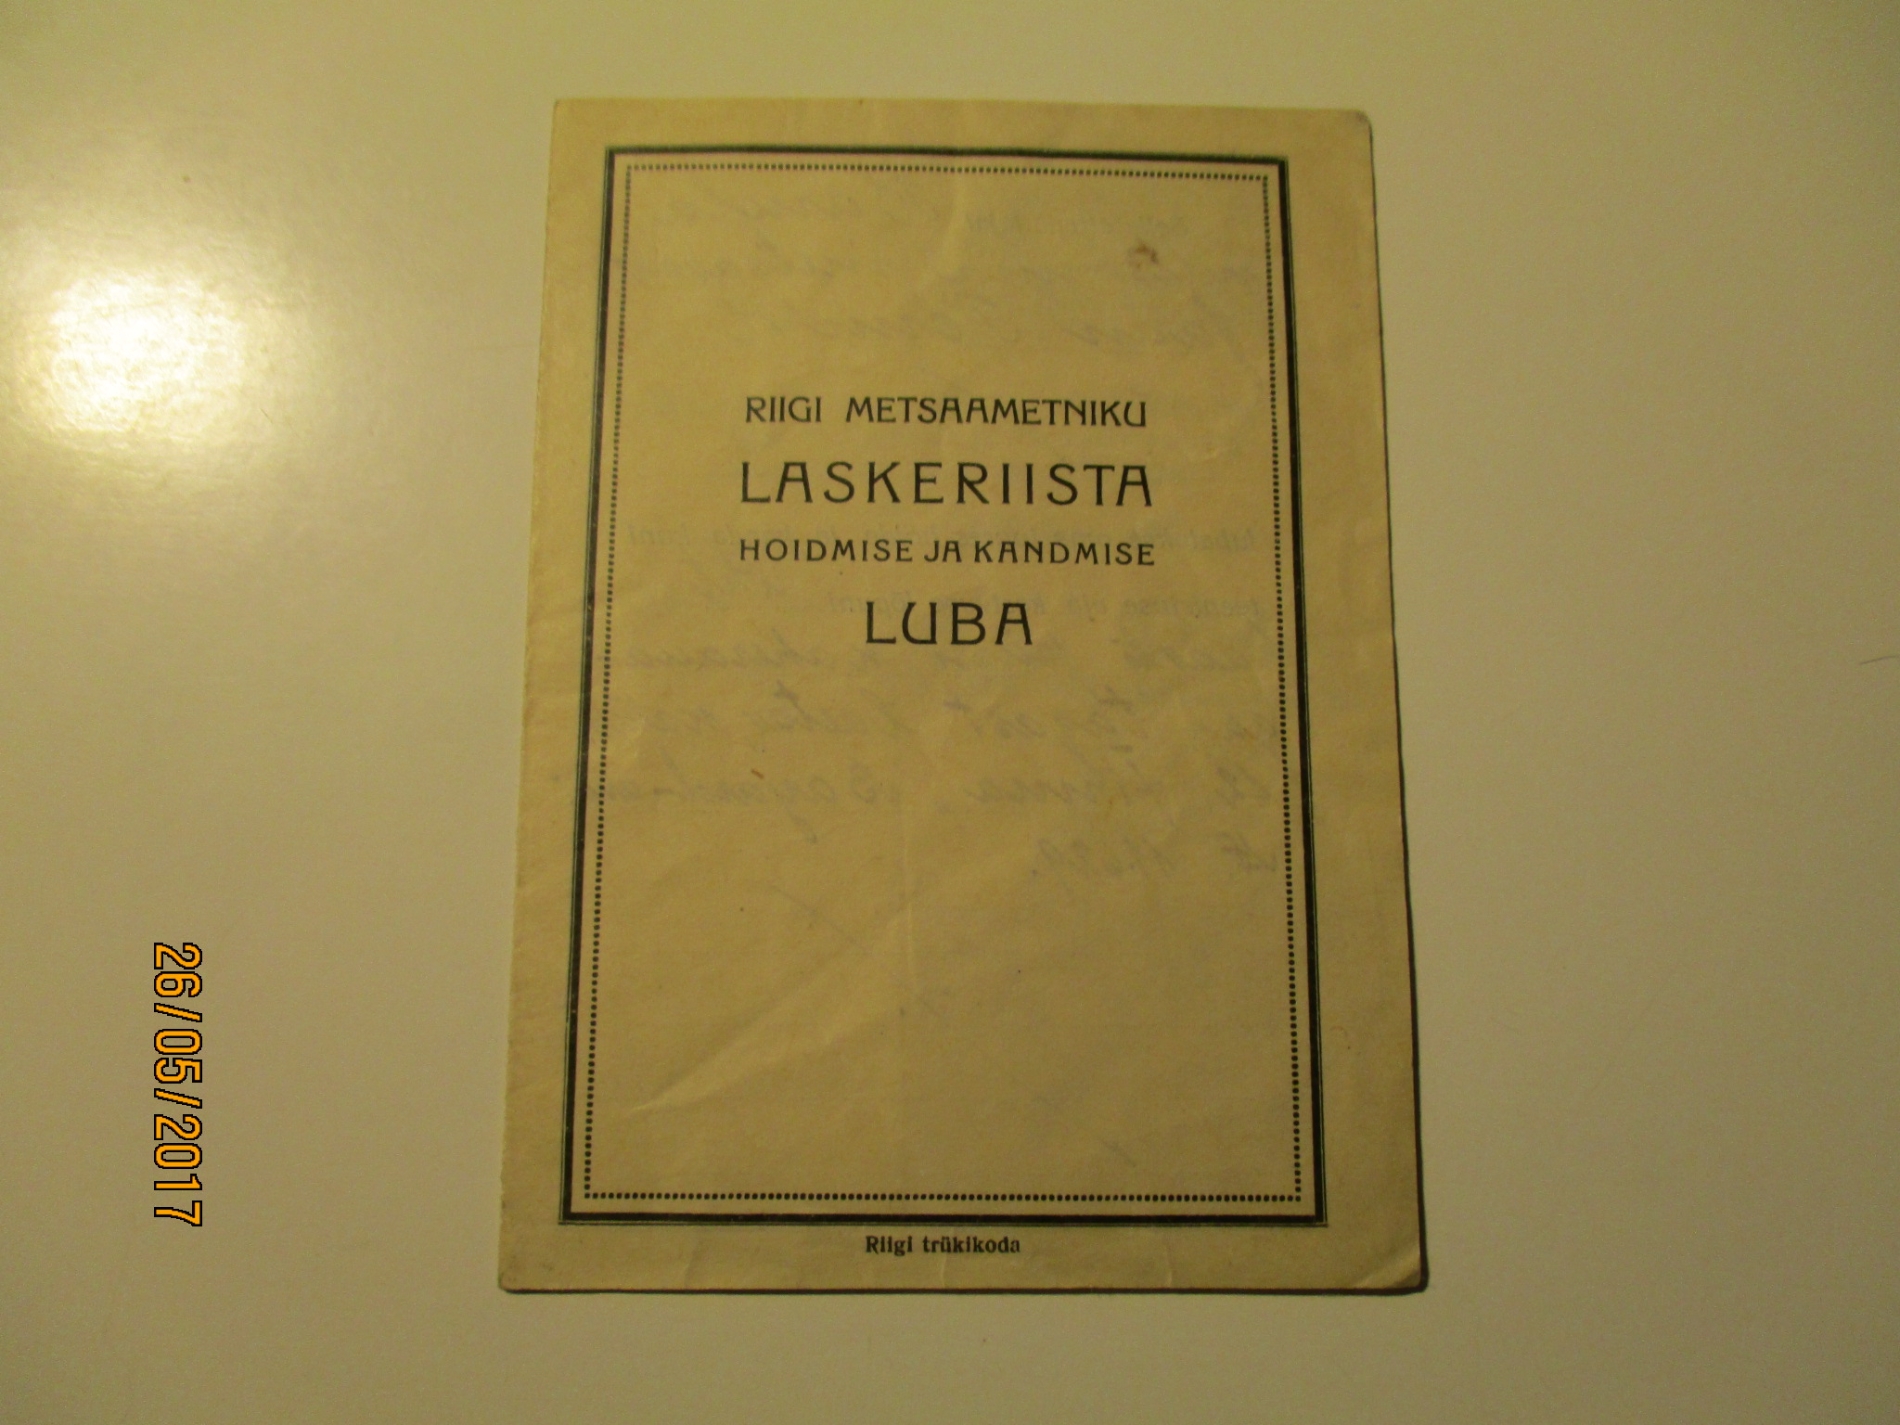 RIIGI METSAAMETNIKU
LASKERIISTA
HOIDMISE JA KANDMISE
LUBA
Riigi trükikoda
26/05/2017